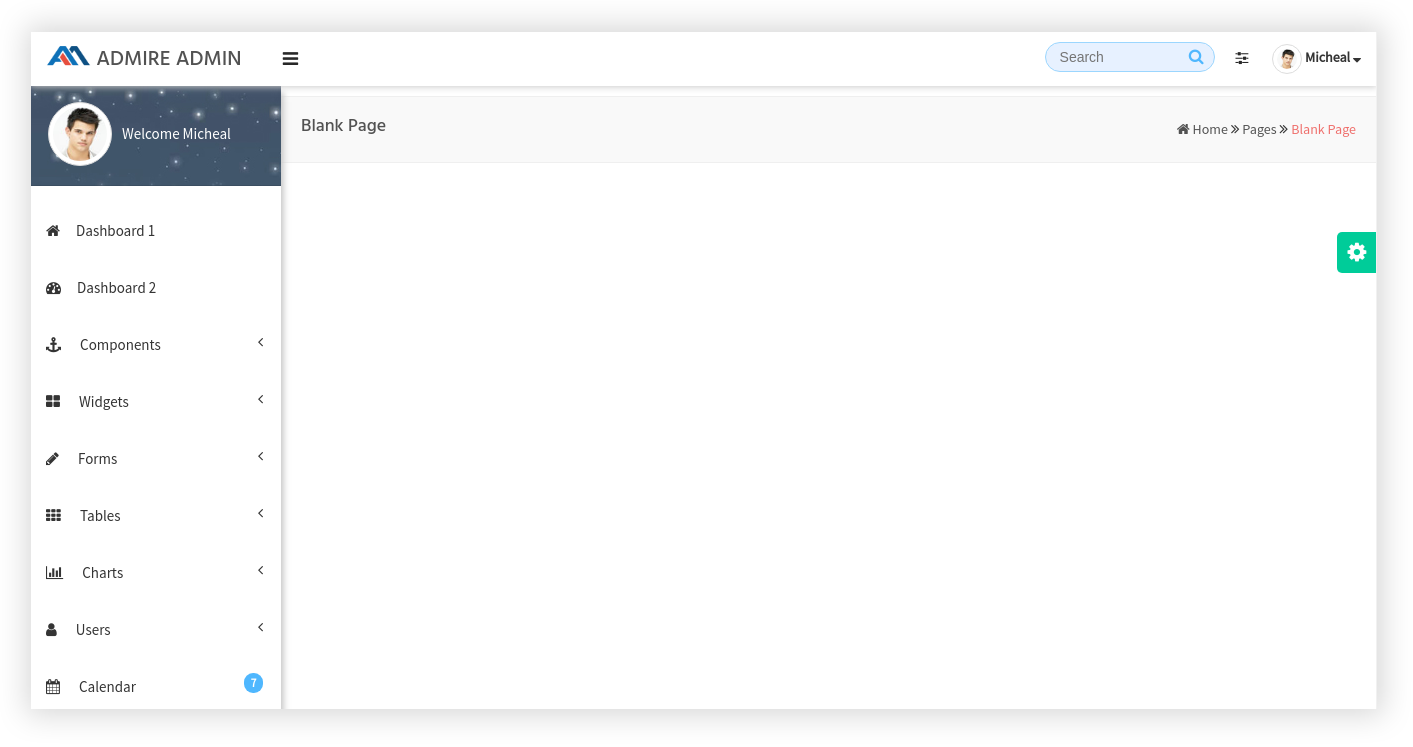 ADMIRE ADMIN
Search
Micheal
Welcome Micheal
Blank Page
Home Pages Blank Page
Dashboard 1
Dashboard 2
Components
Widgets
Forms
Tables
Charts
Users
Calendar 7